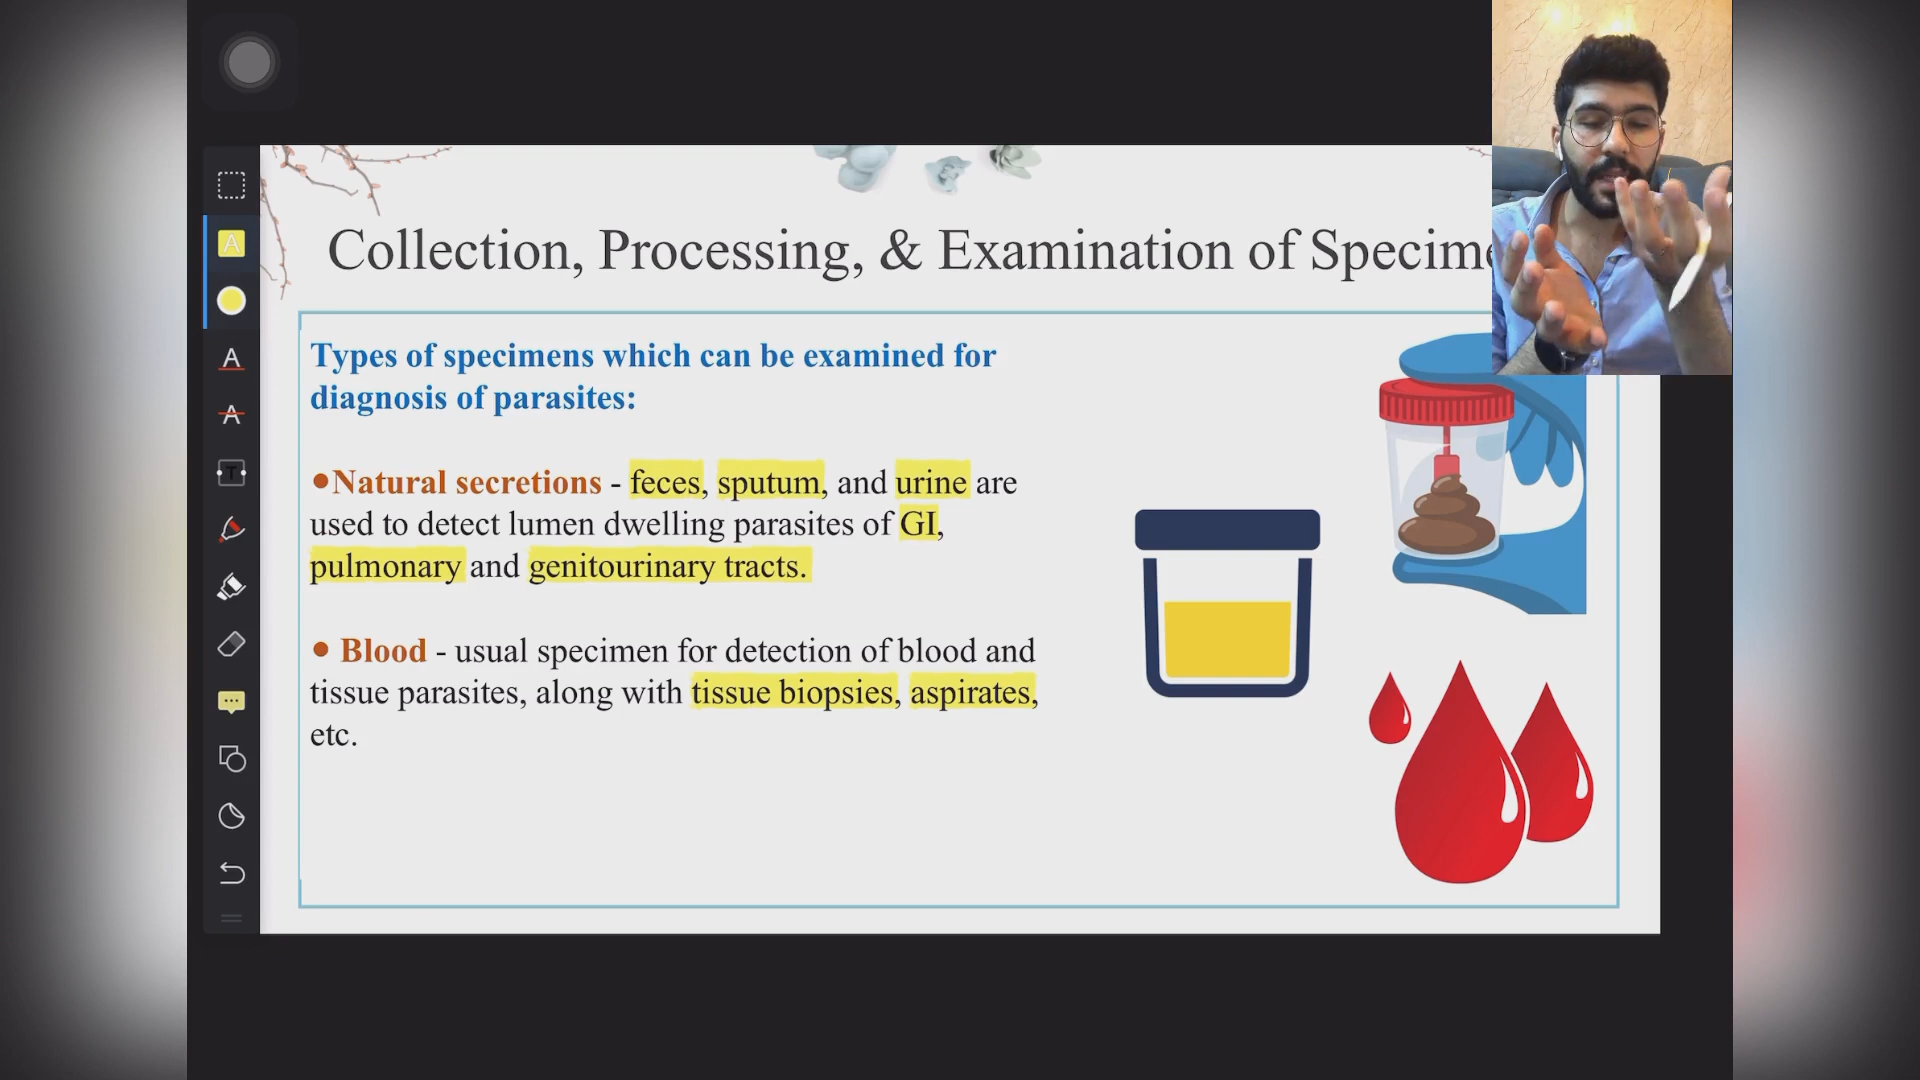 Collection, Processing, & Examination of
Types of specimens which can be examined for
diagnosis of parasites:
●Natural secretions - feces, sputum, and urine are
used to detect lumen dwelling parasites of GI,
pulmonary and genitourinary tracts.
● Blood - usual specimen for detection of blood and
tissue parasites, along with tissue biopsies, aspirates,
etc.